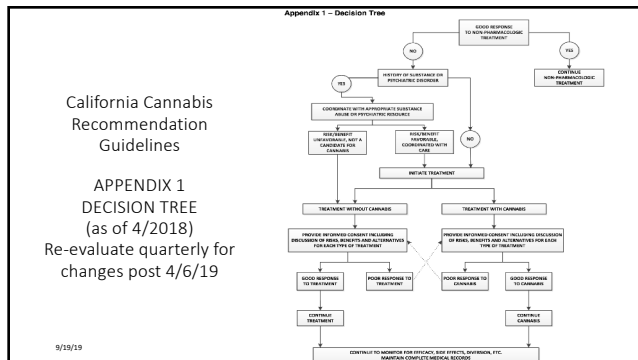 Appendix 1 – Decision Tree
California Cannabis
Recommendation
Guidelines
APPENDIX 1
DECISION TREE
(as of 4/2018)
Re-evaluate quarterly for
changes post 4/6/19
9/19/19
GOOD RESPONSE
TO NON-PHARMACOLOGIC
TREATMENT
NO
YES
HISTORY OF SUBSTANCE OR
PSYCHIATRIC DISORDER
CONTINUE
NON-PHARMACOLOGIC
TREATMENT
YES
COORDINATE WITH APPROPRIATE SUBSTANCE
ABUSE OR PSYCHIATRIC RESOURCE
RISK/BENEFIT
UNFAVORABLE, NOT A
CANDIDATE FOR
CANNABIS
RISK/BENEFIT
FAVORABLE,
COORDINATED WITH
CARE
NO
INITIATE TREATMENT
TREATMENT WITHOUT CANNABIS
TREATMENT WITH CANNABIS
PROVIDE INFORMED CONSENT INCLUDING
DISCUSSION OF RISKS, BENEFITS AND ALTERNATIVES
FOR EACH TYPE OF TREATMENT
PROVIDE INFORMED CONSENT INCLUDING DISCUSSION
OF RISKS, BENEFITS AND ALTERNATIVES FOR EACH
TYPE OF TREATMENT
GOOD RESPONSE
TO TREATMENT
POOR RESPONSE TO
TREATMENT
POOR RESPONSE TO
CANNABIS
GOOD RESPONSE
TO CANNABIS
CONTINUE
TREATMENT
CONTINUE
CANNABIS
CONTINUE TO MONITOR FOR EFFICACY, SIDE EFFECTS, DIVERSION, ETC.
MAINTAIN COMPLETE MEDICAL RECORDS